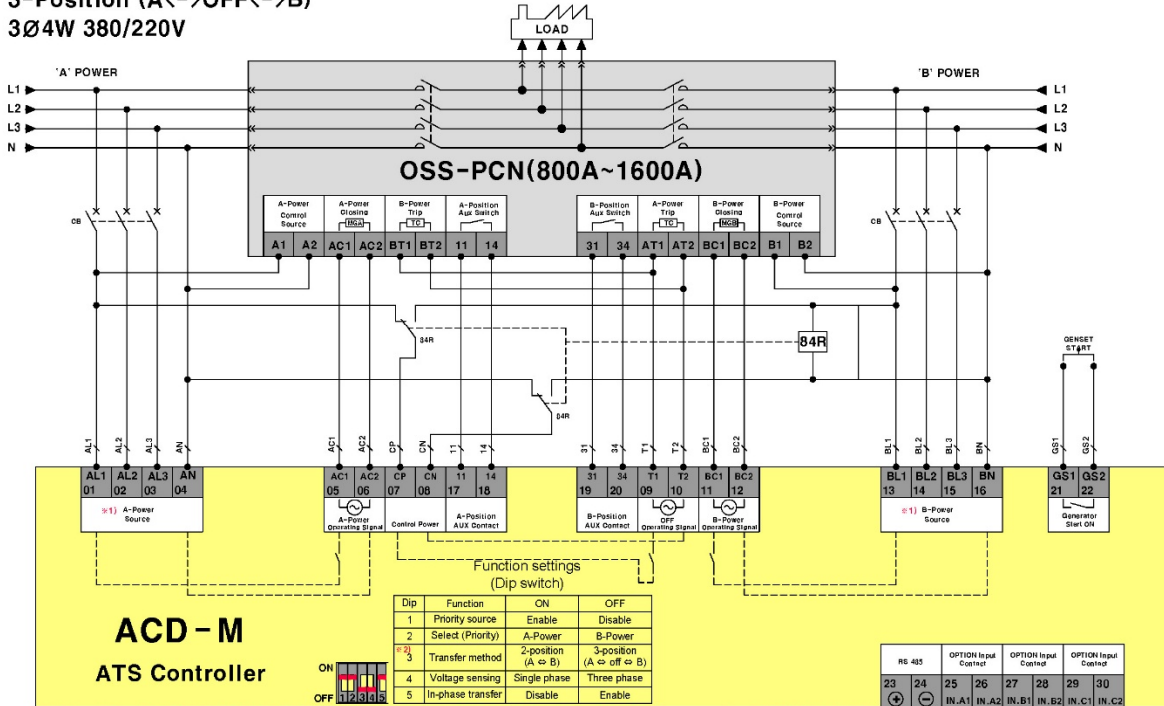 3-Position (A<->OFF<->B)
3Ø4W 380/220V
LOAD
'A' POWER
'B' POWER
L1
L2
L3
N
L1
L2
L3
N
OSS-PCN(800A~1600A)
A-Power Control Source
A-Power Closing
MGA
B-Power Trip
TC
A-Position Aux Switch
B-Position Aux Switch
A-Power Trip
TC
B-Power Closing
MGB
B-Power Control Source
A1 A2 AC1 AC2 BT1 BT2 11 14
31 34 AT1 AT2 BC1 BC2 B1 B2
CB
CB
84R
84R
84R
GENSET START
AL1 AL2 AL3 AN AC1 AC2 CP CN 11 14 31 34 T1 T2 BC1 BC2 BL1 BL2 BL3 BN GS1 GS2
AL1 AL2 AL3 AN
01 02 03 04
※1) A-Power Source
AC1 AC2 CP CN 11 14
05 06 07 08 17 18
A-Power Operating Signal
Control Power
A-Position AUX Contact
31 34 T1 T2 BC1 BC2
19 20 09 10 11 12
B-Position AUX Contact
OFF Operating Signal
B-Power Operating Signal
BL1 BL2 BL3 BN
13 14 15 16
※1) B-Power Source
GS1 GS2
21 22
Generator Start ON
Function settings
(Dip switch)
Dip Function ON OFF
1 Priority source Enable Disable
2 Select (Priority) A-Power B-Power
※2) 3 Transfer method 2-position (A ⇔ B) 3-position (A ⇔ off ⇔ B)
4 Voltage sensing Single phase Three phase
5 In-phase transfer Disable Enable
ACD-M
ATS Controller
ON
OFF
1 2 3 4 5
RS 485
OPTION Input Contact
OPTION Input Contact
OPTION Input Contact
23 24 25 26 27 28 29 30
+ − IN.A1 IN.A2 IN.B1 IN.B2 IN.C1 IN.C2